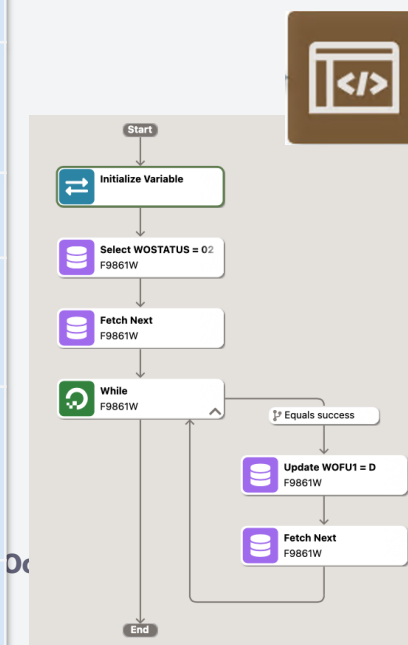 </>
Start
Initialize Variable
Select WOSTATUS = 02
F9861W
Fetch Next
F9861W
While
F9861W
Equals success
Update WOFU1 = D
F9861W
Fetch Next
F9861W
End